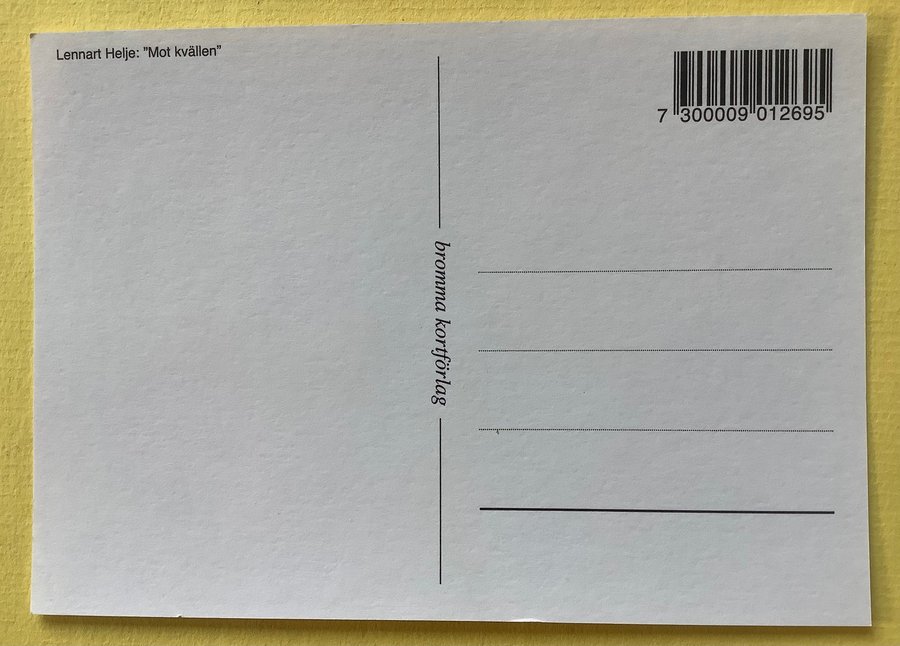 Lennart Helje: ”Mot kvällen”
bromma kortförlag
7 300009 012695